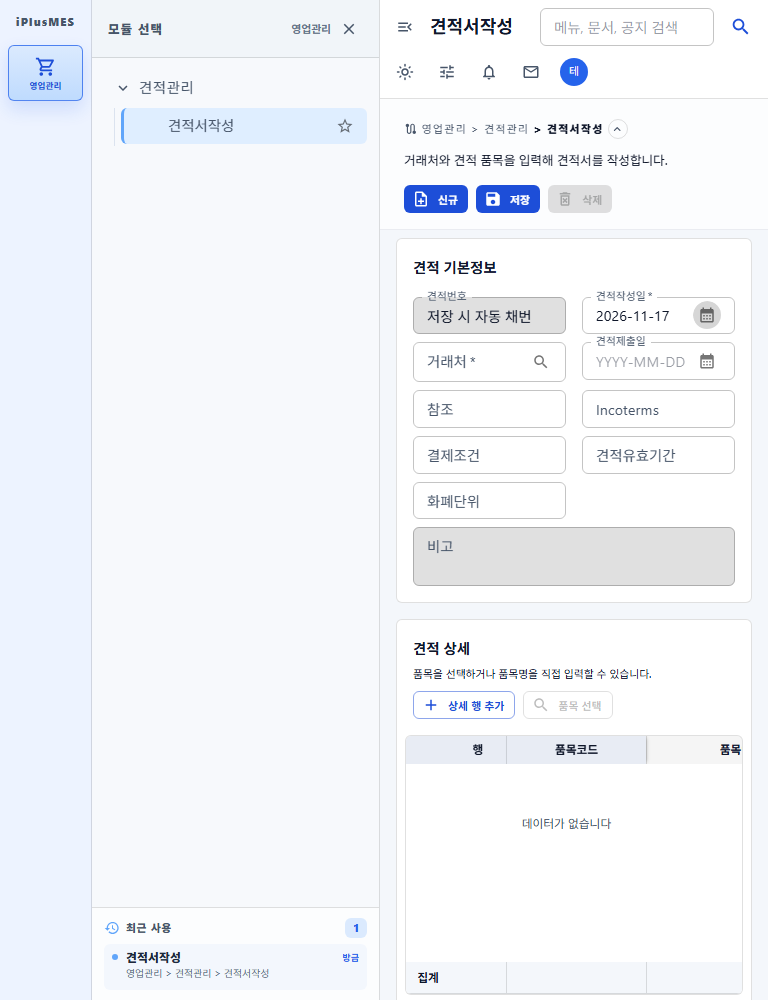 iPlusMES
영업관리
모듈 선택
영업관리
견적관리
견적서작성
최근 사용
1
견적서작성
방금
영업관리 > 견적관리 > 견적서작성
견적서작성
메뉴, 문서, 공지 검색
테
영업관리 > 견적관리 > 견적서작성
거래처와 견적 품목을 입력해 견적서를 작성합니다.
신규
저장
삭제
견적 기본정보
견적번호
저장 시 자동 채번
견적작성일 *
2026-11-17
거래처 *
견적제출일
YYYY-MM-DD
참조
Incoterms
결제조건
견적유효기간
화폐단위
비고
견적 상세
품목을 선택하거나 품목명을 직접 입력할 수 있습니다.
상세 행 추가
품목 선택
행
품목코드
품목
데이터가 없습니다
집계